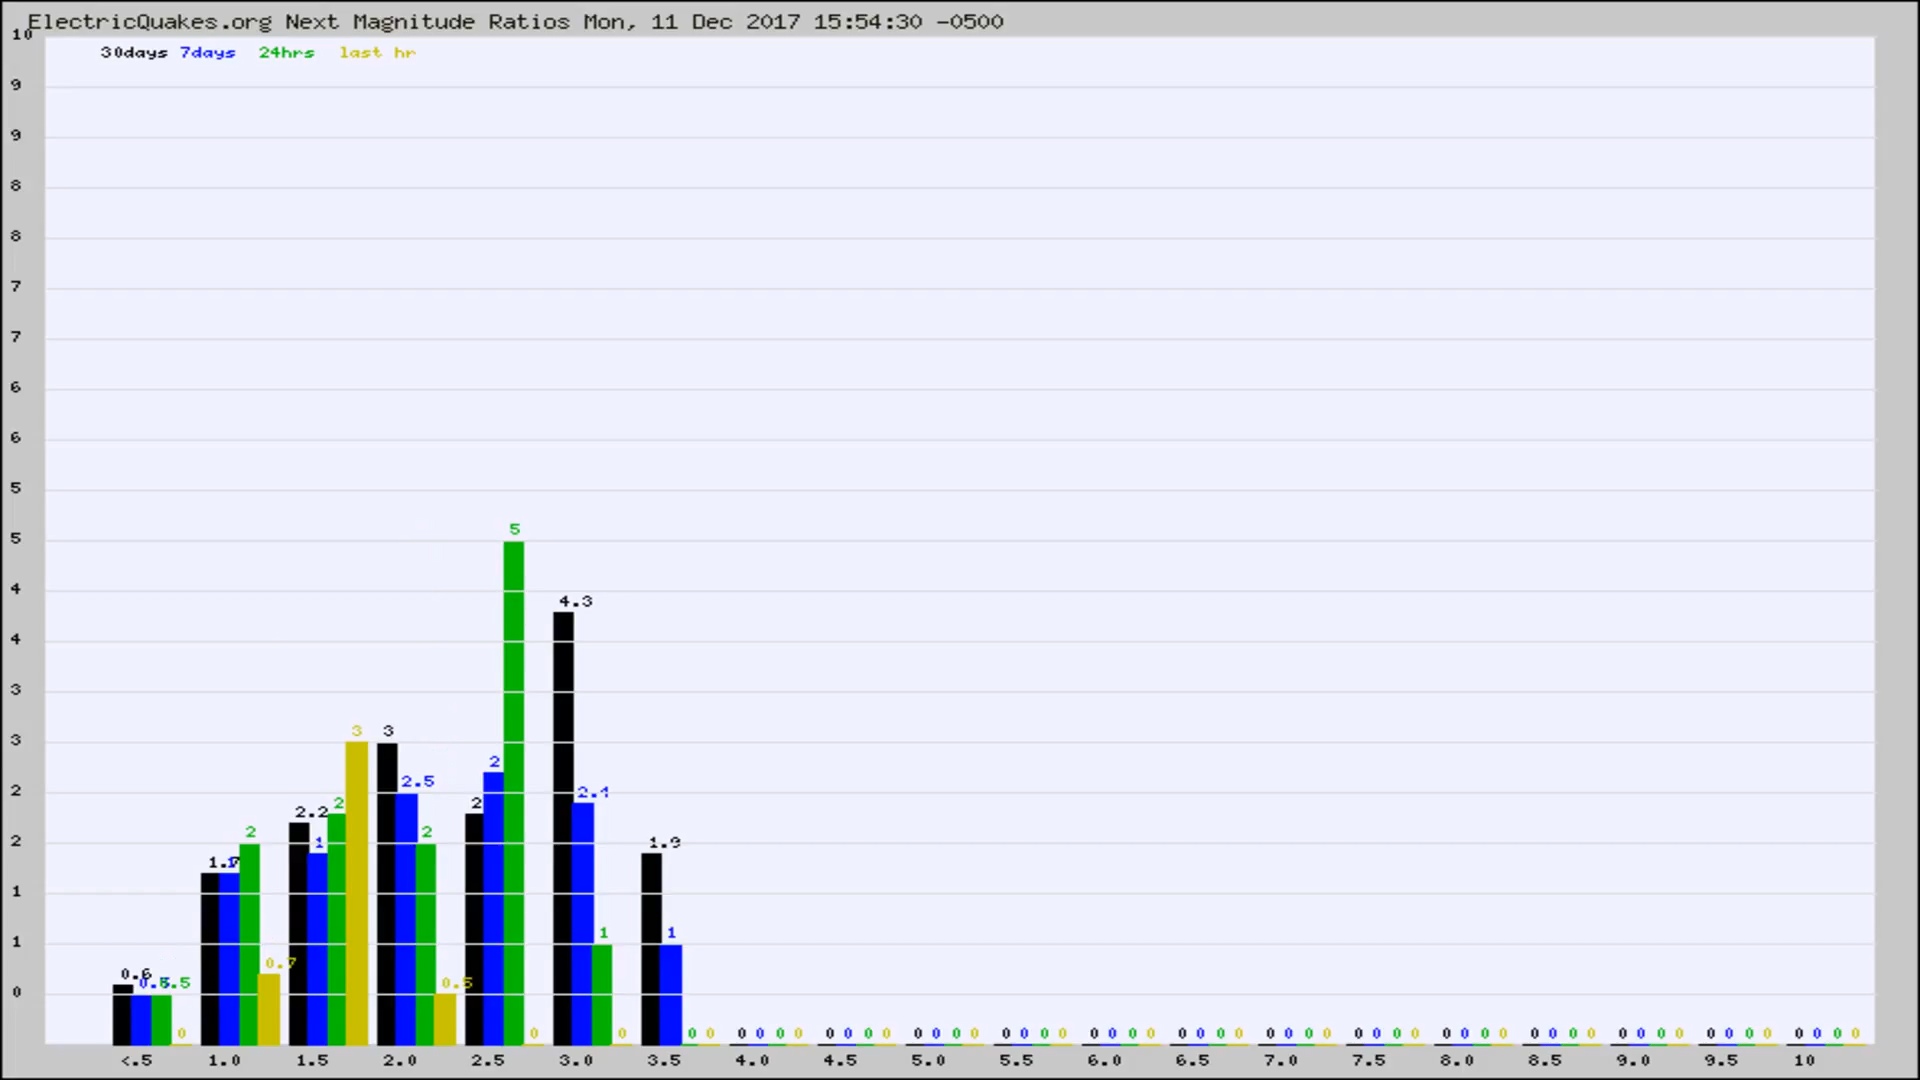 ElectricQuakes.org Next Magnitude Ratios Mon, 11 Dec 2017 15:54:30 -0500
30days 7days 24hrs last hr
10
9
9
8
8
7
7
6
6
5
5
4
4
3
3
2
2
1
1
0
0.6 0.5 0
1.7 2 0.7
2.2 1 2 3
3 2.5 2 0.5
2 2 5 0
4.3 2.4 1 0
1.9 1 0 0
0 0 0 0
0 0 0 0
0 0 0 0
0 0 0 0
0 0 0 0
0 0 0 0
0 0 0 0
0 0 0 0
0 0 0 0
0 0 0 0
0 0 0 0
0 0 0 0
0 0 0 0
<.5 1.0 1.5 2.0 2.5 3.0 3.5 4.0 4.5 5.0 5.5 6.0 6.5 7.0 7.5 8.0 8.5 9.0 9.5 10